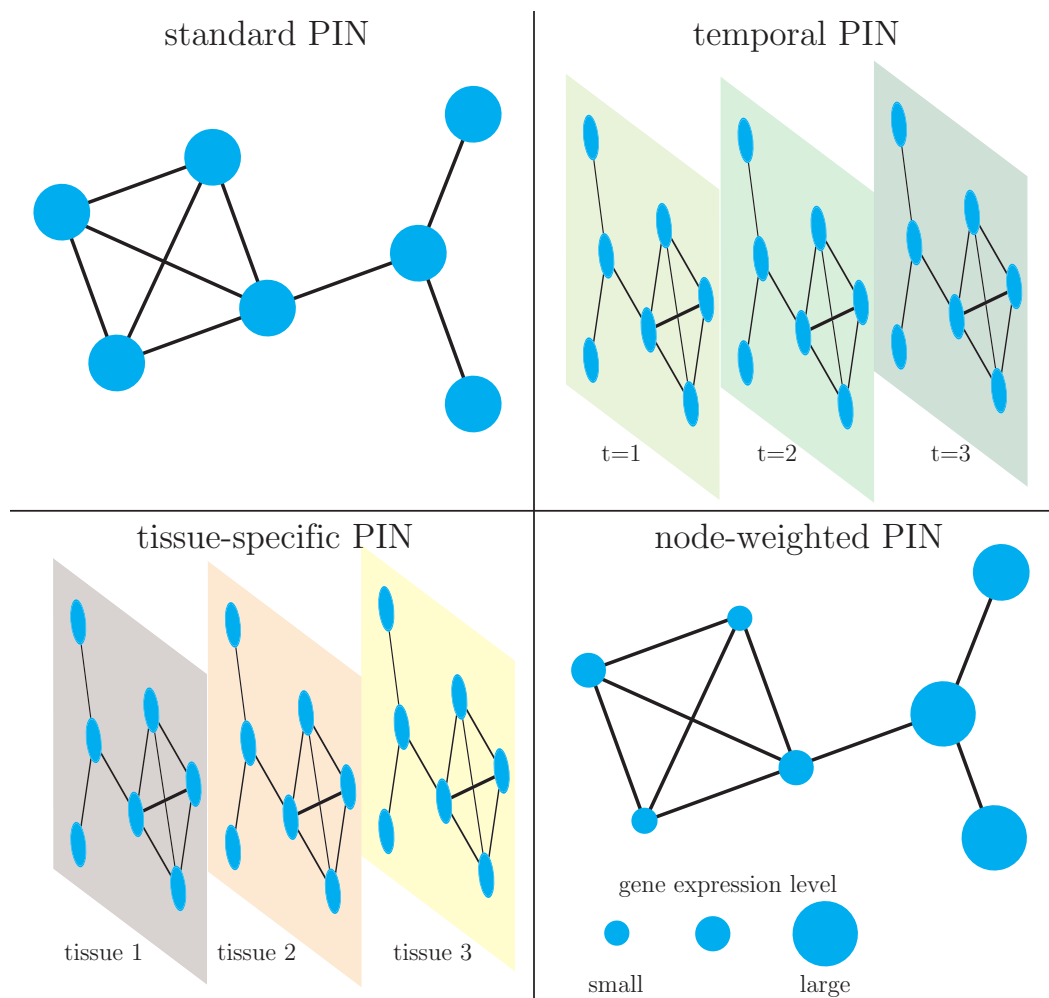 standard PIN
temporal PIN
t=1
t=2
t=3
tissue-specific PIN
tissue 1
tissue 2
tissue 3
node-weighted PIN
gene expression level
small
large